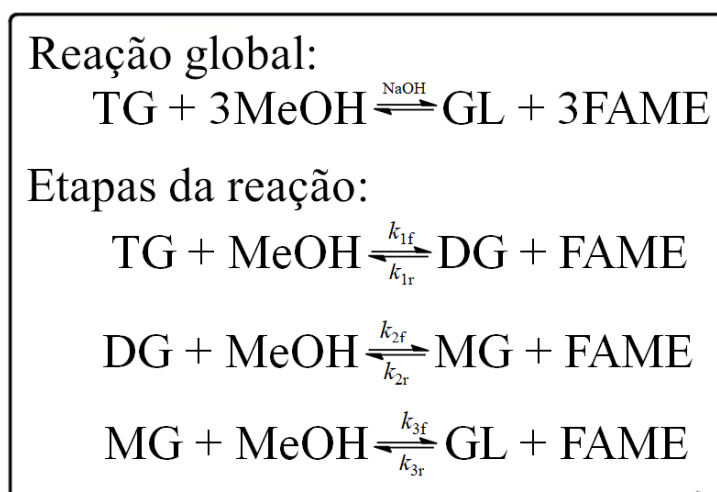 Reação global:
TG + 3MeOH ⇌ NaOH GL + 3FAME
Etapas da reação:
TG + MeOH ⇌ k1f k1r DG + FAME
DG + MeOH ⇌ k2f k2r MG + FAME
MG + MeOH ⇌ k3f k3r GL + FAME